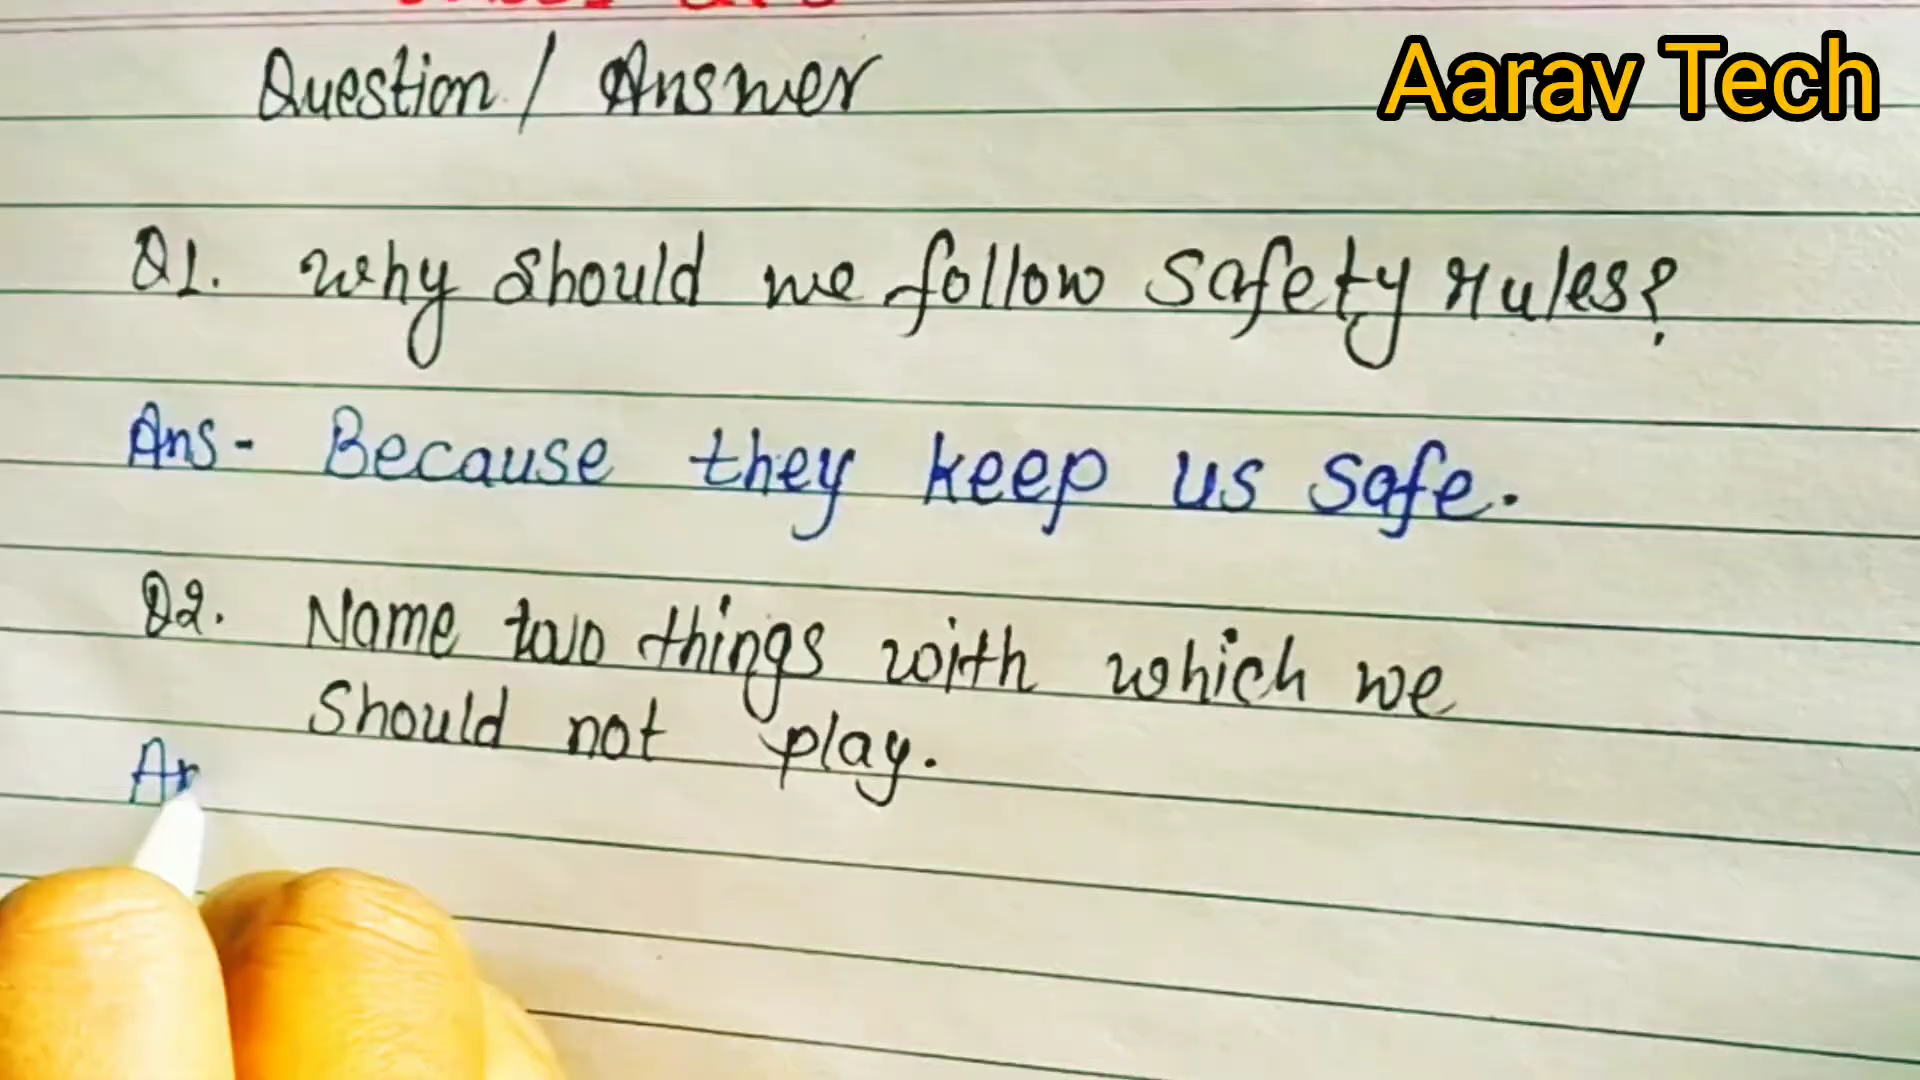 Question / Answer
Aarav Tech
Q1. Why should we follow safety rules?
Ans - Because they keep us safe.
Q2. Name two things with which we
should not play.
An